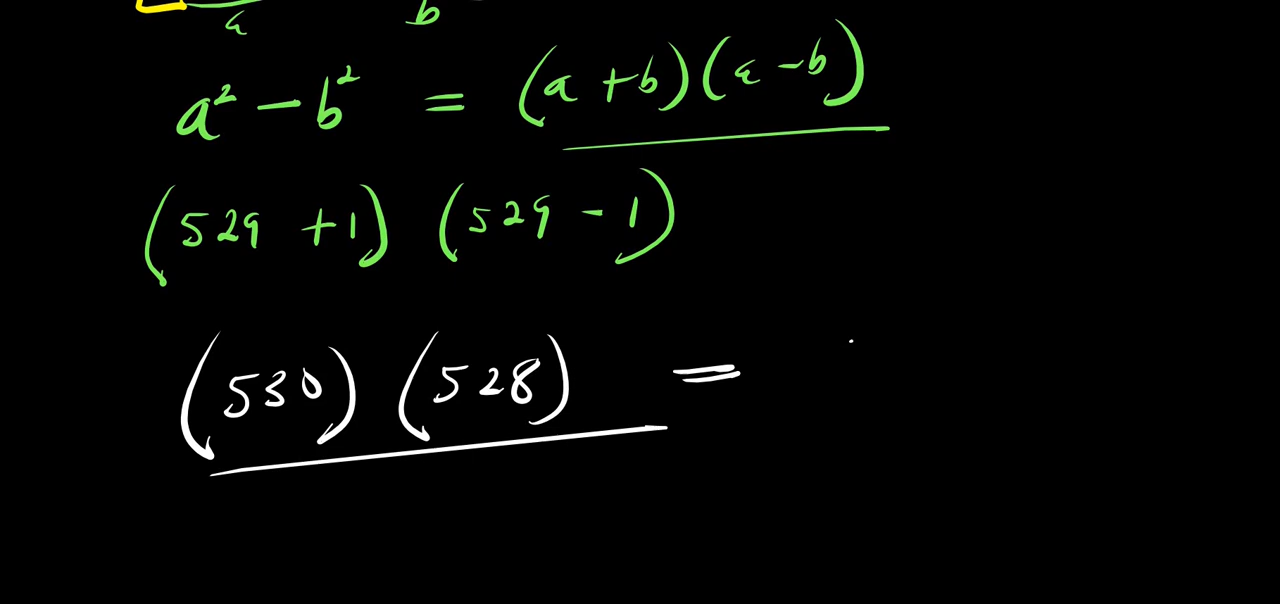 a b
a² - b² = (a + b)(a - b)
(529 + 1) (529 - 1)
(530) (528) =